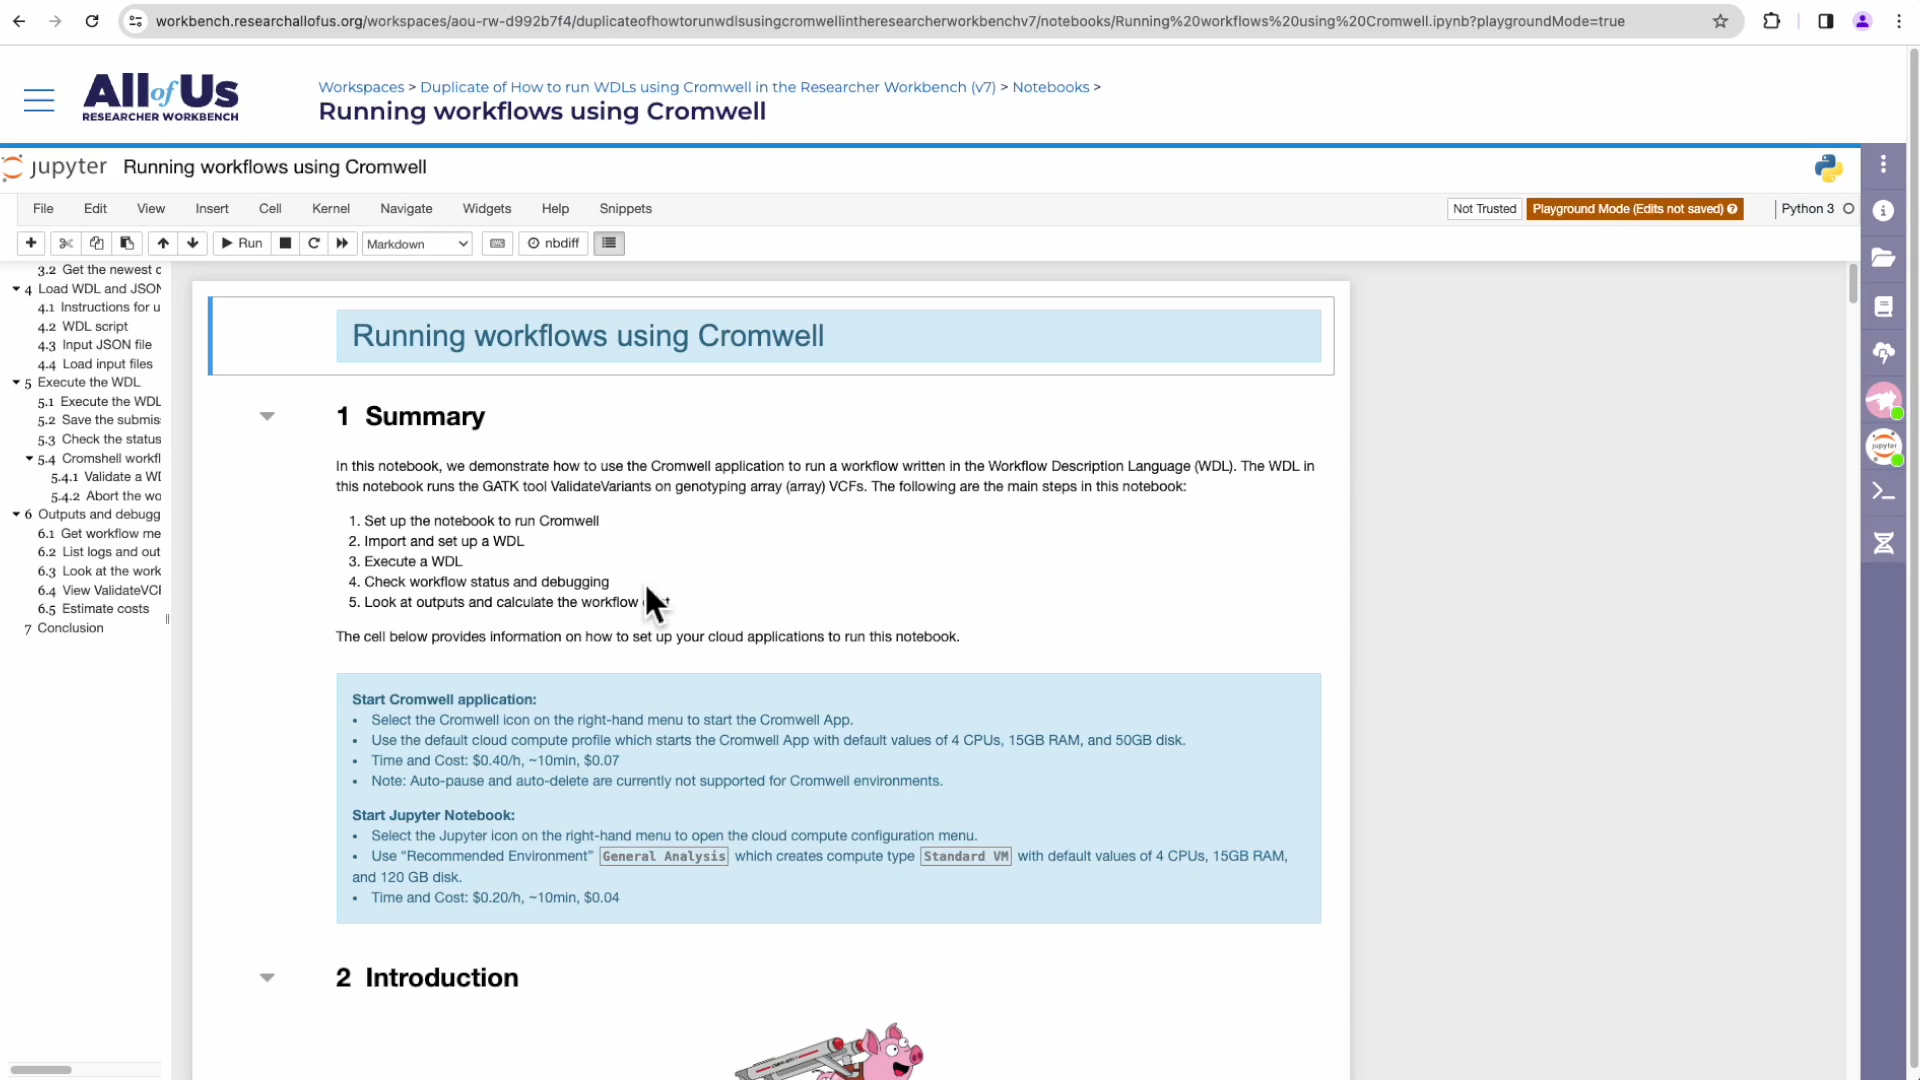 workbench.researchallofus.org/workspaces/aou-rw-d992b7f4/duplicateofhowtorunwdlsusingcromwellintheresearcherworkbenchv7/notebooks/Running%20workflows%20using%20Cromwell.ipynb?playgroundMode=true
All of Us
RESEARCHER WORKBENCH
Workspaces > Duplicate of How to run WDLs using Cromwell in the Researcher Workbench (v7) > Notebooks >
Running workflows using Cromwell
jupyter Running workflows using Cromwell
File Edit View Insert Cell Kernel Navigate Widgets Help Snippets
Not Trusted Playground Mode (Edits not saved) Python 3
Run Markdown nbdiff
3.2 Get the newest c
4 Load WDL and JSON
4.1 Instructions for u
4.2 WDL script
4.3 Input JSON file
4.4 Load input files
5 Execute the WDL
5.1 Execute the WDL
5.2 Save the submis
5.3 Check the status
5.4 Cromshell workfl
5.4.1 Validate a WD
5.4.2 Abort the wo
6 Outputs and debugg
6.1 Get workflow me
6.2 List logs and out
6.3 Look at the work
6.4 View ValidateVCF
6.5 Estimate costs
7 Conclusion
Running workflows using Cromwell
1 Summary
In this notebook, we demonstrate how to use the Cromwell application to run a workflow written in the Workflow Description Language (WDL). The WDL in
this notebook runs the GATK tool ValidateVariants on genotyping array (array) VCFs. The following are the main steps in this notebook:
1. Set up the notebook to run Cromwell
2. Import and set up a WDL
3. Execute a WDL
4. Check workflow status and debugging
5. Look at outputs and calculate the workflow
The cell below provides information on how to set up your cloud applications to run this notebook.
Start Cromwell application:
• Select the Cromwell icon on the right-hand menu to start the Cromwell App.
• Use the default cloud compute profile which starts the Cromwell App with default values of 4 CPUs, 15GB RAM, and 50GB disk.
• Time and Cost: $0.40/h, ~10min, $0.07
• Note: Auto-pause and auto-delete are currently not supported for Cromwell environments.
Start Jupyter Notebook:
• Select the Jupyter icon on the right-hand menu to open the cloud compute configuration menu.
• Use “Recommended Environment” General Analysis which creates compute type Standard VM with default values of 4 CPUs, 15GB RAM,
and 120 GB disk.
• Time and Cost: $0.20/h, ~10min, $0.04
2 Introduction
jupyter